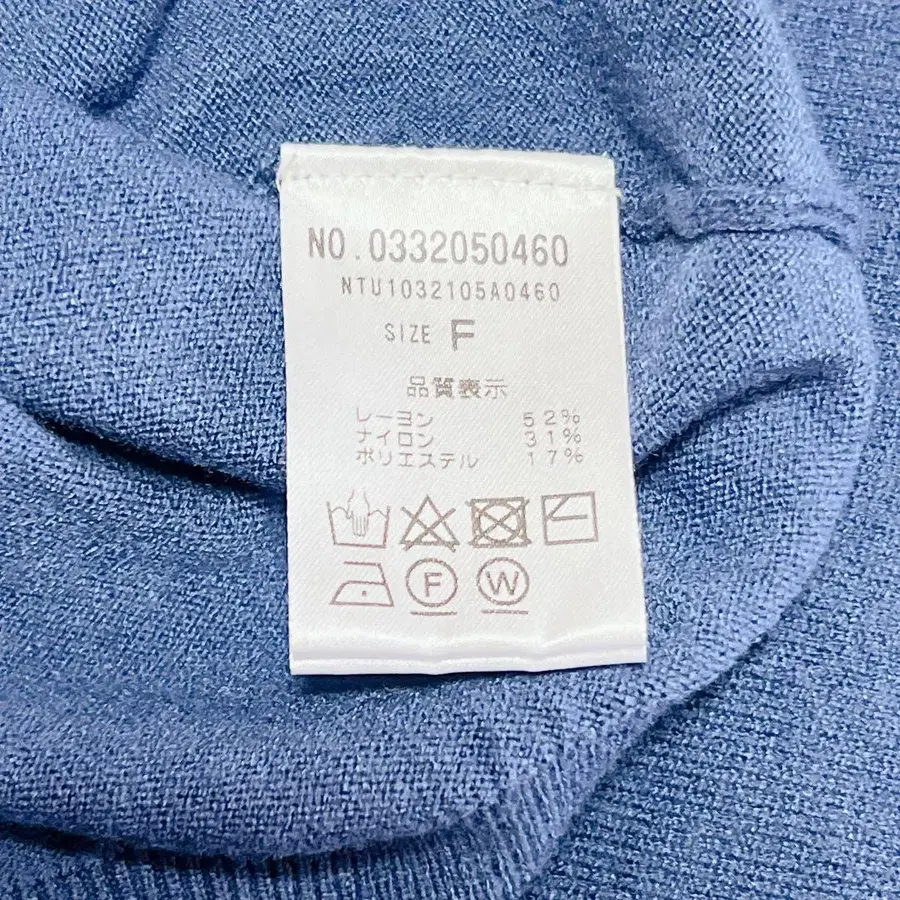 NO.0332050460
NTU1032105A0460
SIZE F
品質表示
レーヨン 52%
ナイロン 31%
ポリエステル 17%
F W